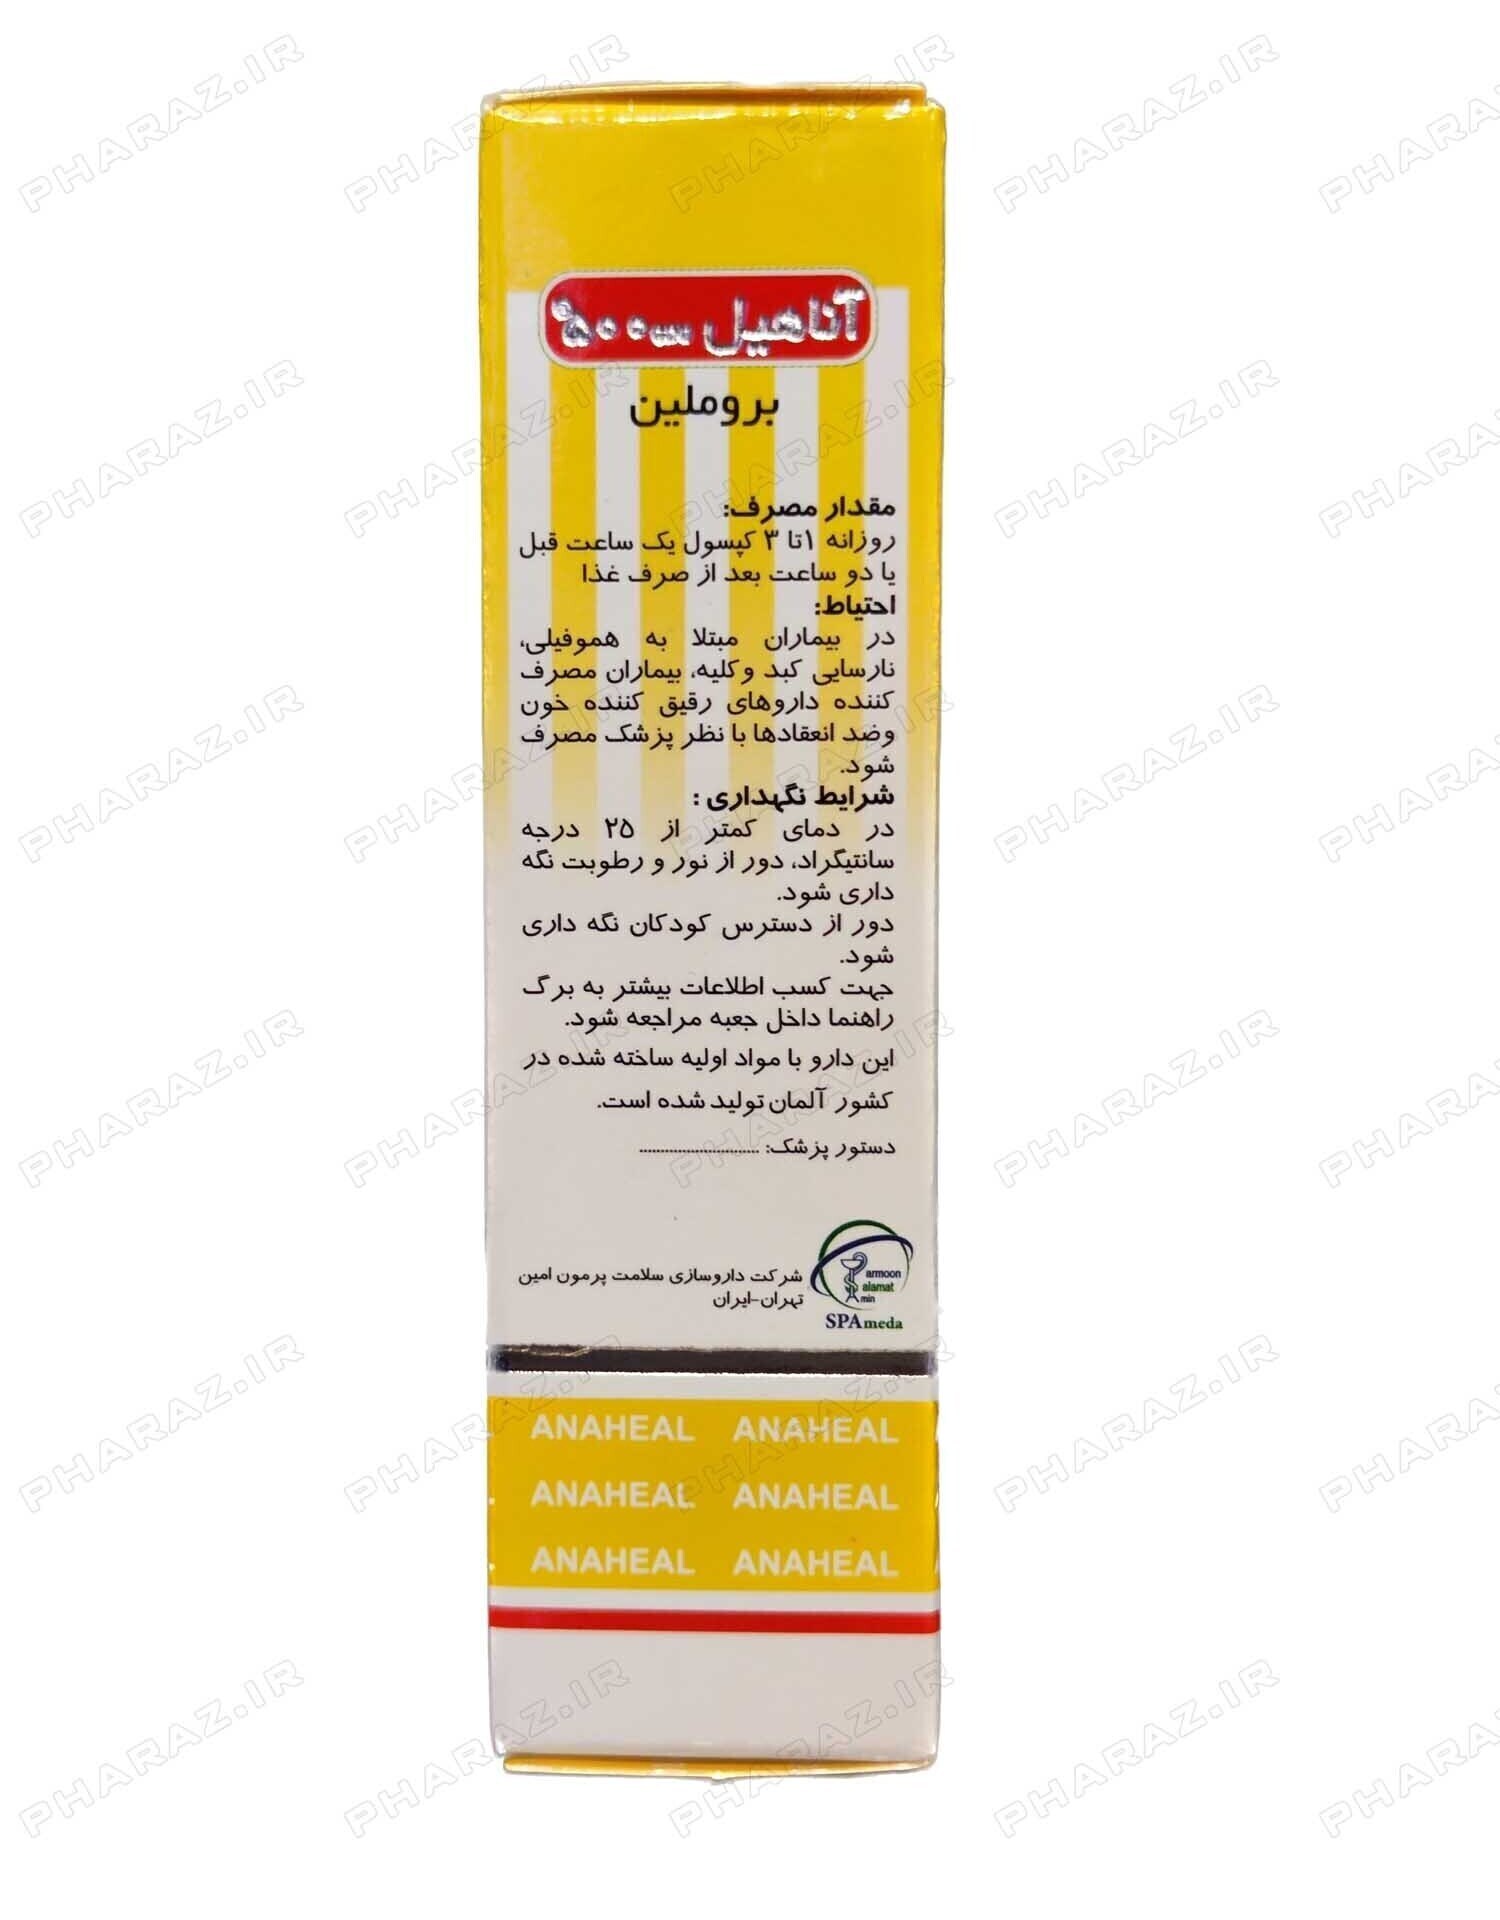 آناهیل ۵۰۰
بروملین
مقدار مصرف:
روزانه ۱تا ۳ کپسول یک ساعت قبل
یا دو ساعت بعد از صرف غذا
احتیاط:
در بیماران مبتلا به هموفیلی،
نارسایی کبد وکلیه، بیماران مصرف
کننده داروهای رقیق کننده خون
وضد انعقادها با نظر پزشک مصرف
شود.
شرایط نگهداری :
در دمای کمتر از ۲۵ درجه
سانتیگراد، دور از نور و رطوبت نگه
داری شود.
دور از دسترس کودکان نگه داری
شود.
جهت کسب اطلاعات بیشتر به برگ
راهنما داخل جعبه مراجعه شود.
این دارو با مواد اولیه ساخته شده در
کشور آلمان تولید شده است.
دستور پزشک: ............................
شرکت داروسازی سلامت پرمون امین
تهران-ایران
armoon
alamat
min
SPAmeda
ANAHEAL ANAHEAL
ANAHEAL ANAHEAL
ANAHEAL ANAHEAL
PHARAZ.IR